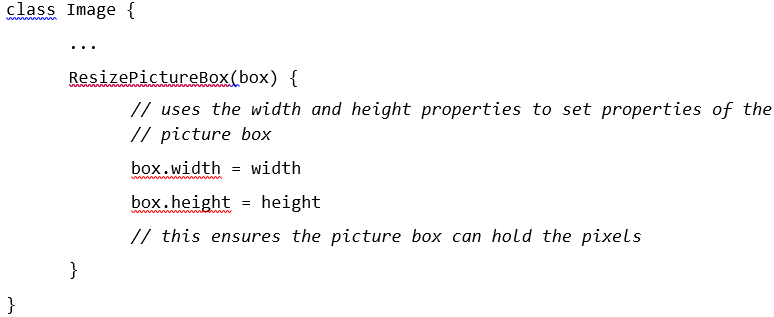 class Image {
...
ResizePictureBox(box) {
// uses the width and height properties to set properties of the
// picture box
box.width = width
box.height = height
// this ensures the picture box can hold the pixels
}
}